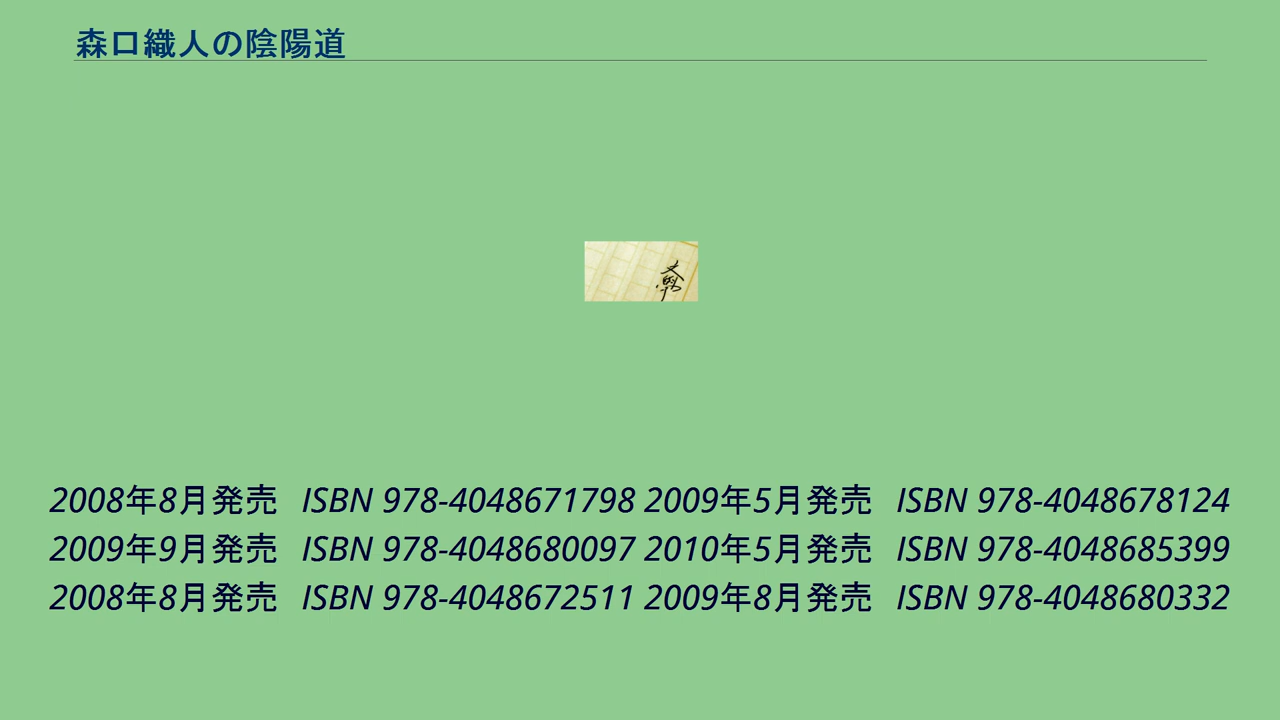 森口織人の陰陽道
2008年8月発売 ISBN 978-4048671798 2009年5月発売 ISBN 978-4048678124
2009年9月発売 ISBN 978-4048680097 2010年5月発売 ISBN 978-4048685399
2008年8月発売 ISBN 978-4048672511 2009年8月発売 ISBN 978-4048680332